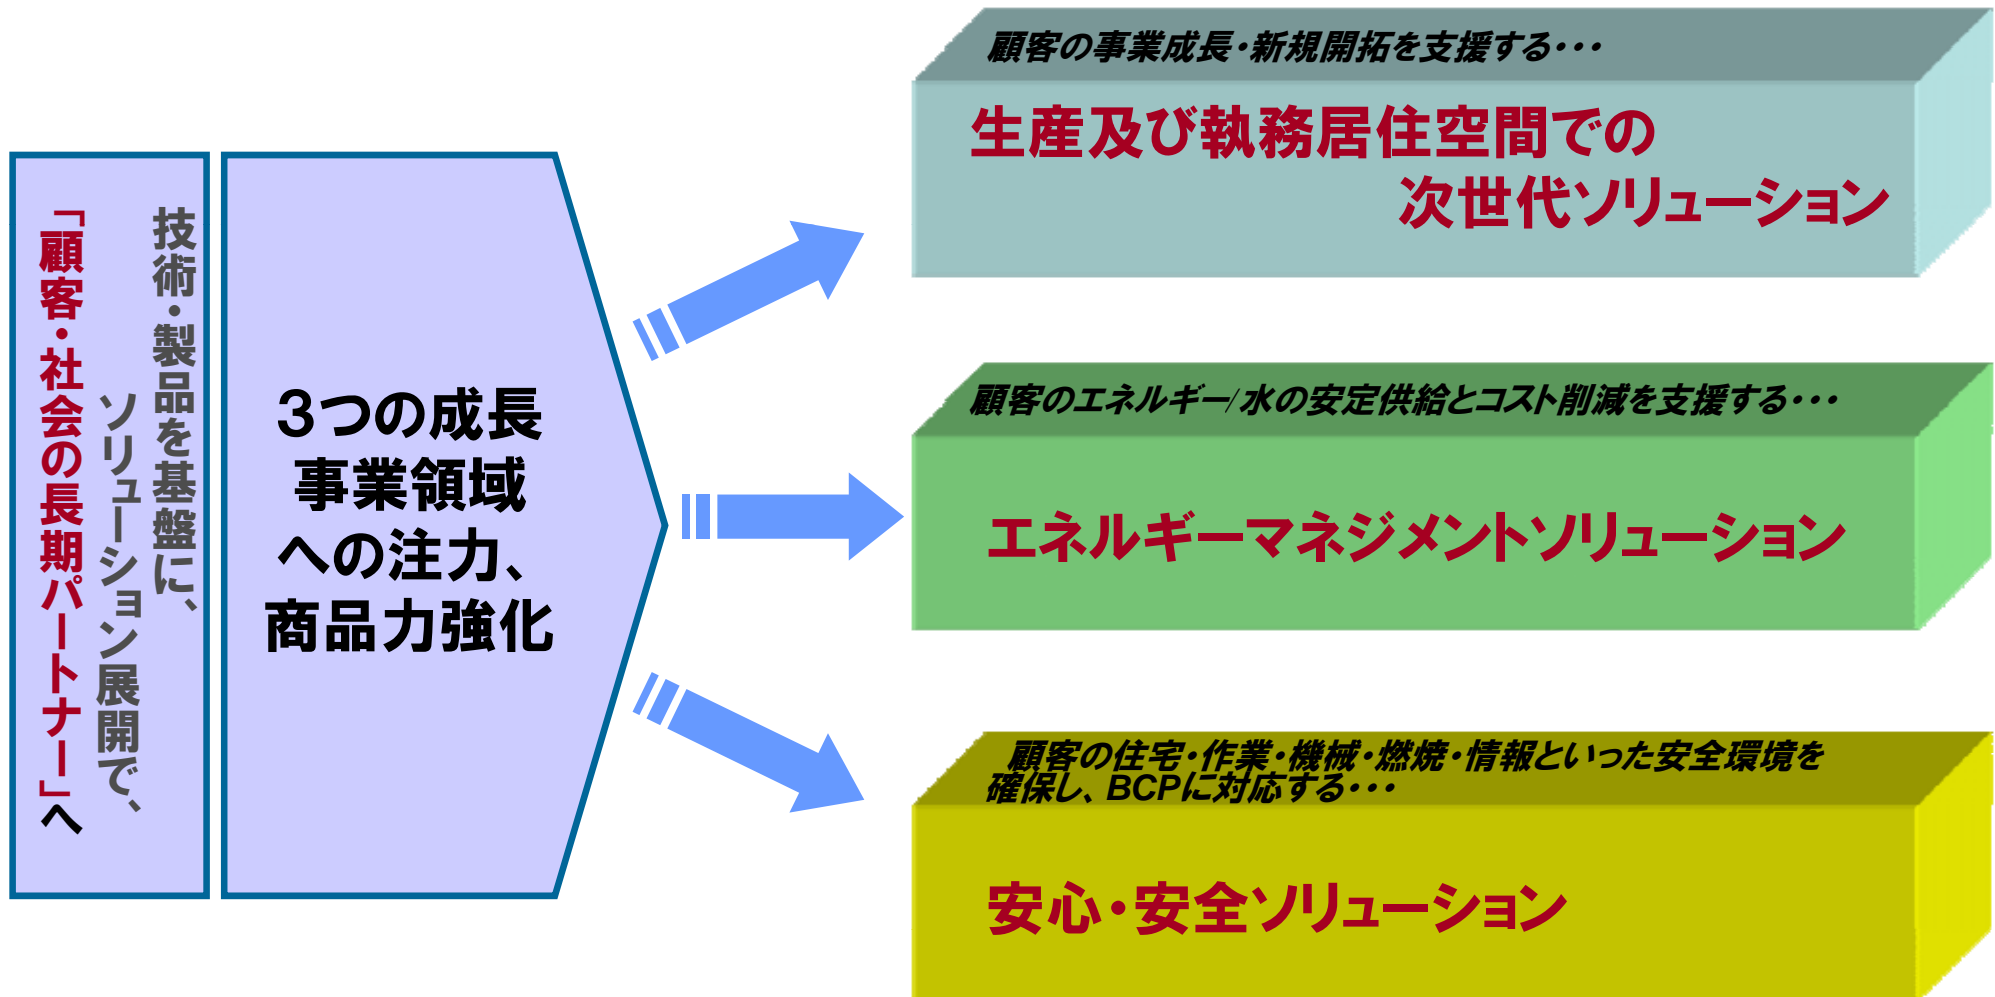 技術・製品を基盤に、
ソリューション展開で、
「顧客・社会の長期パートナー」へ
３つの成長
事業領域
への注力、
商品力強化
顧客の事業成長・新規開拓を支援する・・・
生産及び執務居住空間での
次世代ソリューション
顧客のエネルギー/水の安定供給とコスト削減を支援する・・・
エネルギーマネジメントソリューション
顧客の住宅・作業・機械・燃焼・情報といった安全環境を
確保し、BCPに対応する・・・
安心・安全ソリューション